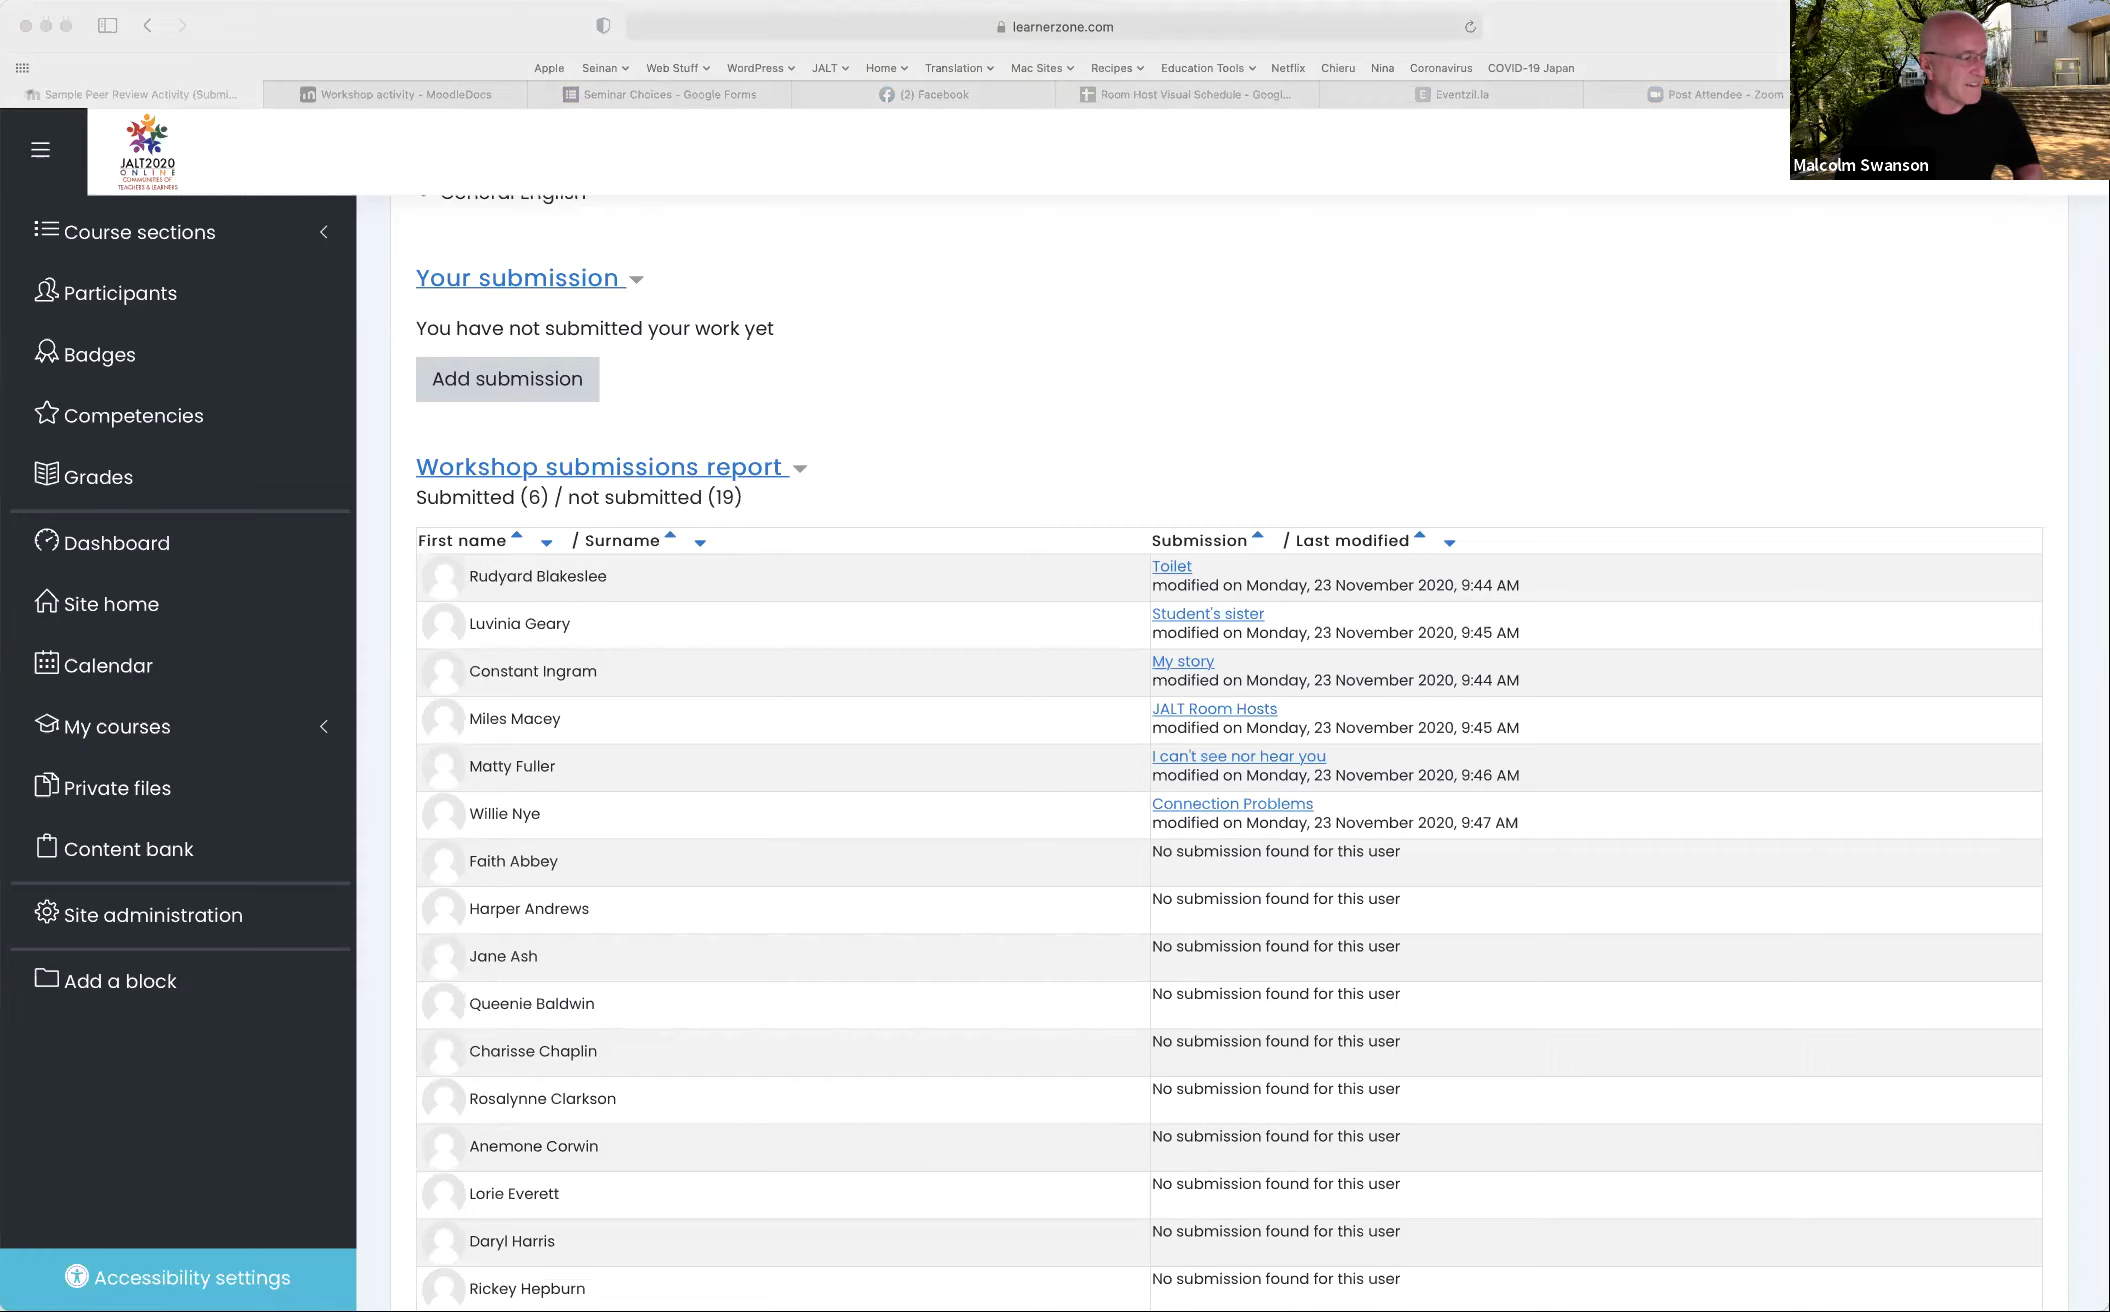 learnerzone.com
Apple Seinan Web Stuff WordPress JALT Home Translation Mac Sites Recipes Education Tools Netflix Chieru Nina Coronavirus COVID-19 Japan
Sample Peer Review Activity (Submi... Workshop activity - MoodleDocs Seminar Choices - Google Forms (2) Facebook Room Host Visual Schedule - Googl... Eventzil.la Post Attendee - Zoom
Malcolm Swanson
JALT2020
ONLINE
COMMUNITIES OF
TEACHERS & LEARNERS
Course sections
Participants
Badges
Competencies
Grades
Dashboard
Site home
Calendar
My courses
Private files
Content bank
Site administration
Add a block
Accessibility settings
General English
Your submission
You have not submitted your work yet
Add submission
Workshop submissions report
Submitted (6) / not submitted (19)
First name / Surname Submission / Last modified
Rudyard Blakeslee Toilet
modified on Monday, 23 November 2020, 9:44 AM
Luvinia Geary Student's sister
modified on Monday, 23 November 2020, 9:45 AM
Constant Ingram My story
modified on Monday, 23 November 2020, 9:44 AM
Miles Macey JALT Room Hosts
modified on Monday, 23 November 2020, 9:45 AM
Matty Fuller I can't see nor hear you
modified on Monday, 23 November 2020, 9:46 AM
Willie Nye Connection Problems
modified on Monday, 23 November 2020, 9:47 AM
Faith Abbey No submission found for this user
Harper Andrews No submission found for this user
Jane Ash No submission found for this user
Queenie Baldwin No submission found for this user
Charisse Chaplin No submission found for this user
Rosalynne Clarkson No submission found for this user
Anemone Corwin No submission found for this user
Lorie Everett No submission found for this user
Daryl Harris No submission found for this user
Rickey Hepburn No submission found for this user